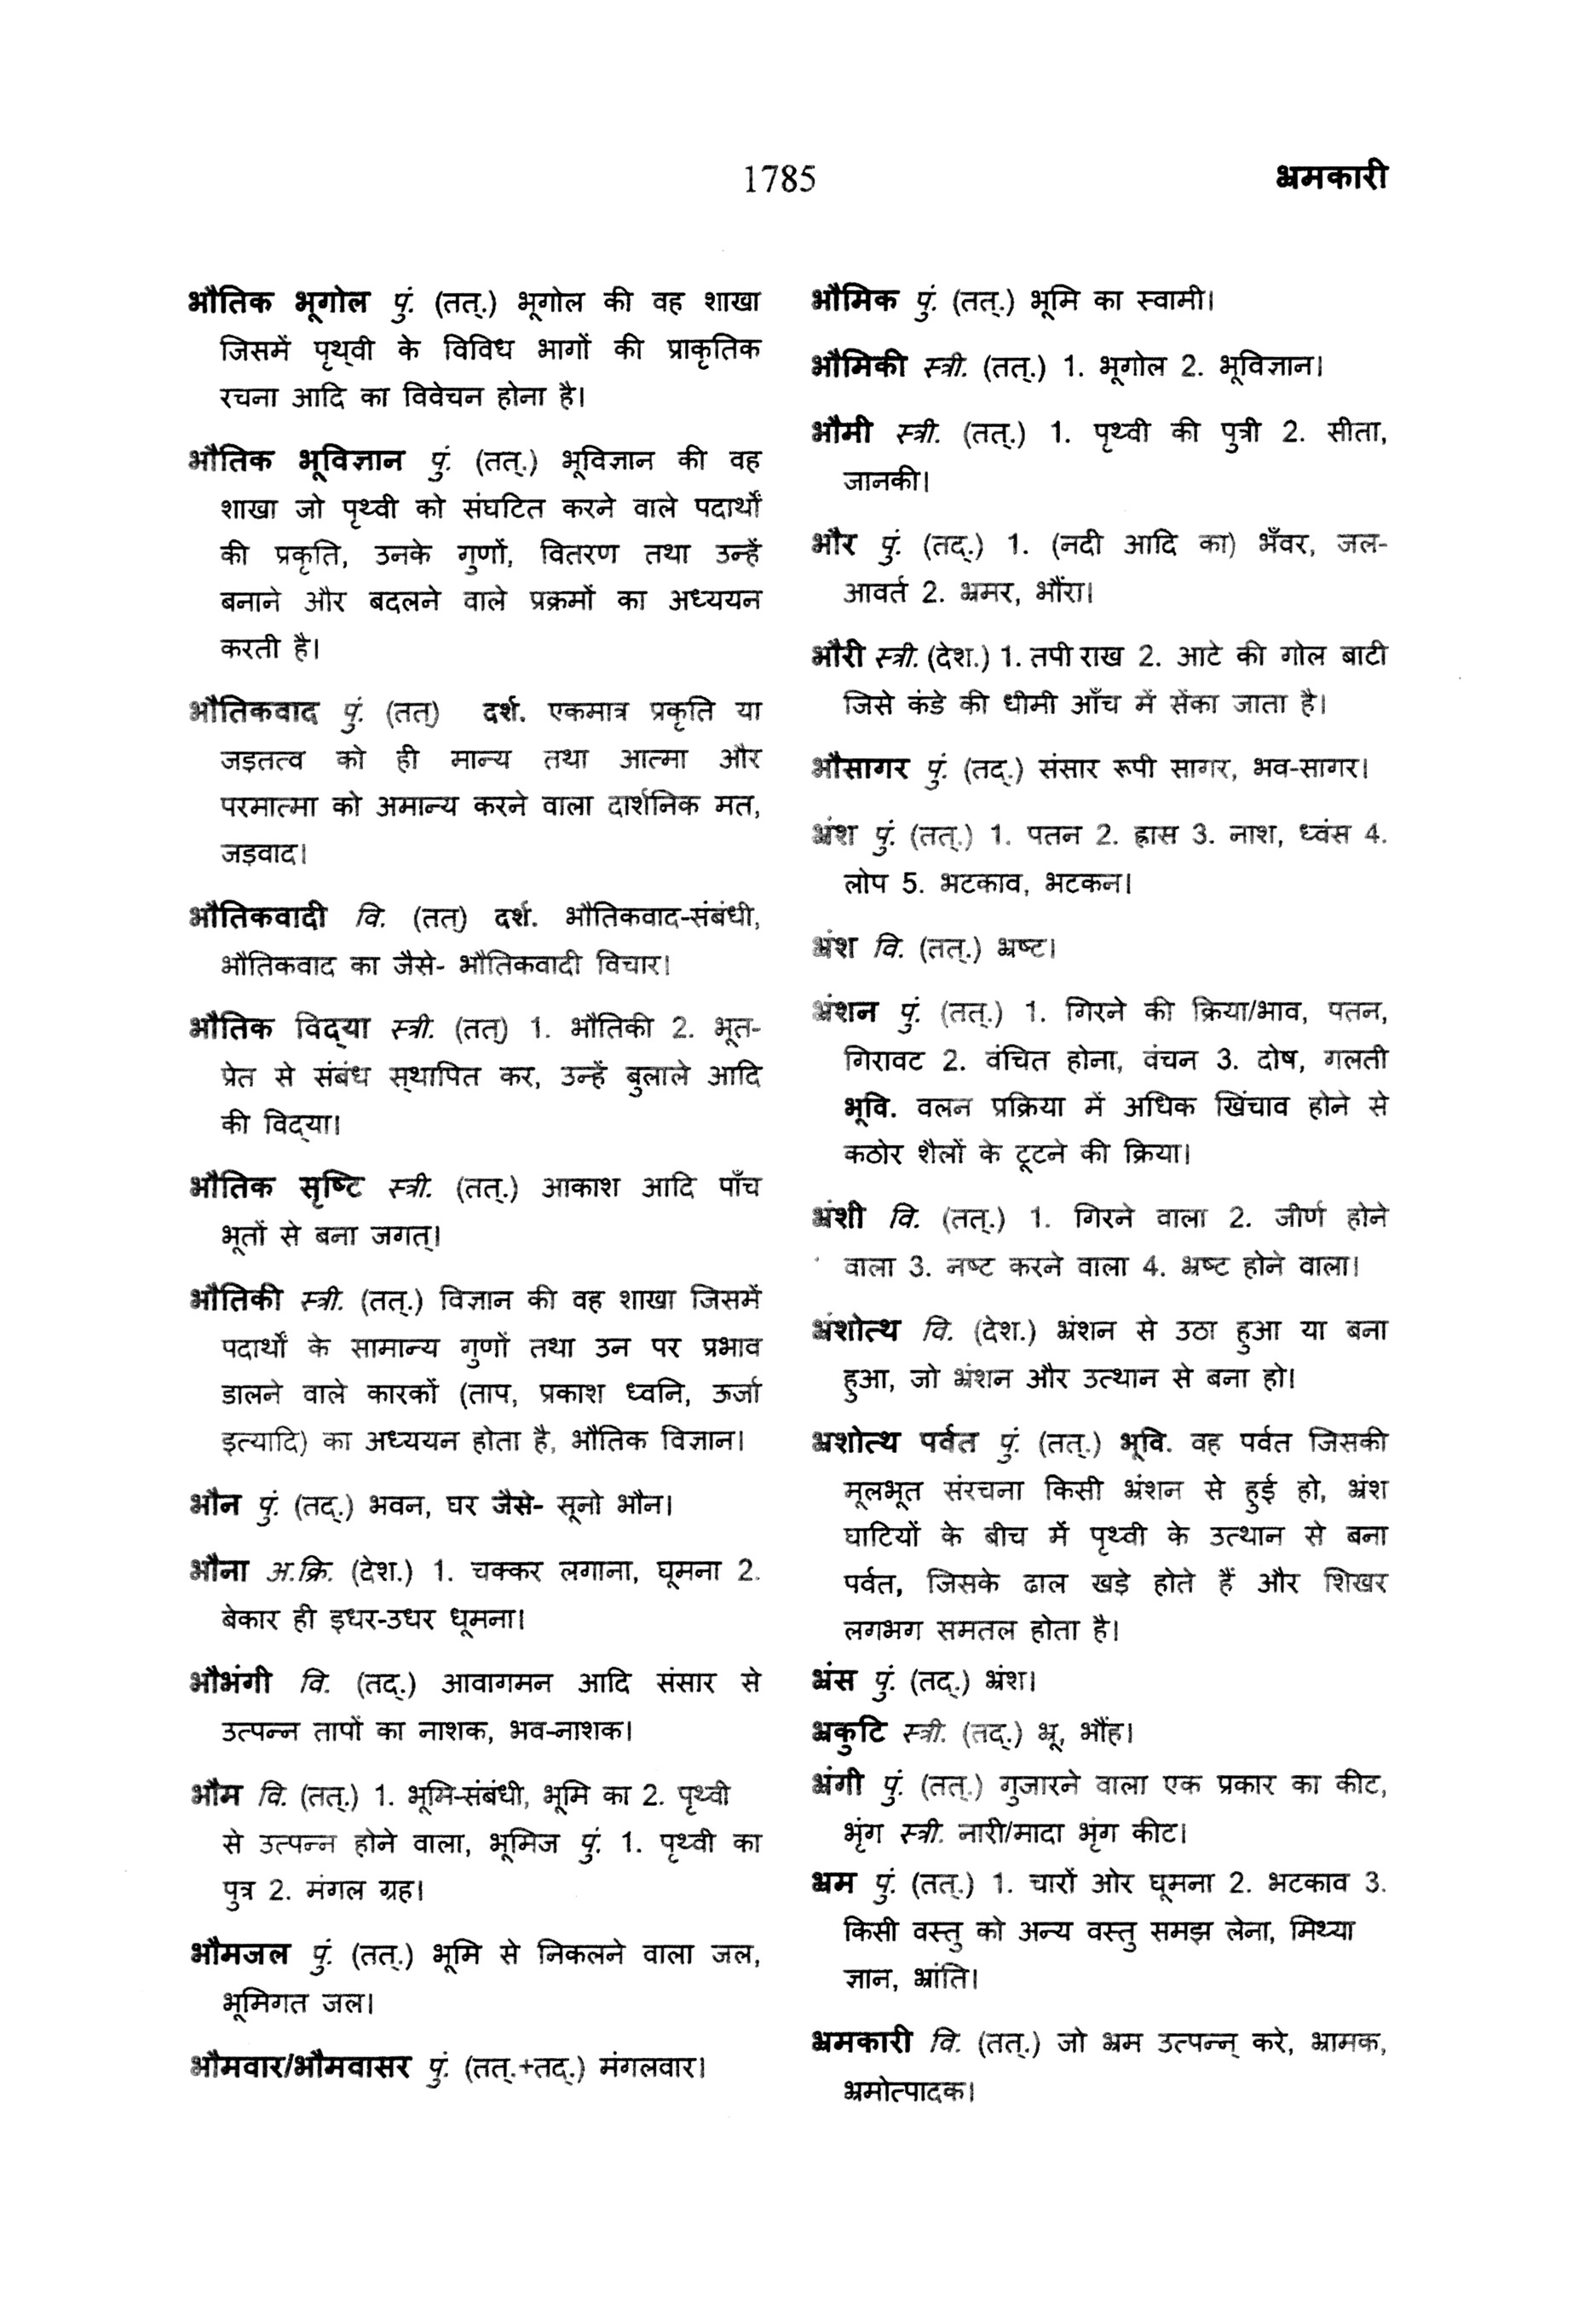 1785
भ्रमकारी
भौतिक भूगोल पुं. (तत्.) भूगोल की वह शाखा
जिसमें पृथ्वी के विविध भागों की प्राकृतिक
रचना आदि का विवेचन होना है।
भौतिक भूविज्ञान पुं. (तत्.) भूविज्ञान की वह
शाखा जो पृथ्वी को संघटित करने वाले पदार्थों
की प्रकृति, उनके गुणों, वितरण तथा उन्हें
बनाने और बदलने वाले प्रक्रमों का अध्ययन
करती है।
भौतिकवाद पुं. (तत्) दर्श. एकमात्र प्रकृति या
जड़तत्व को ही मान्य तथा आत्मा और
परमात्मा को अमान्य करने वाला दार्शनिक मत,
जड़वाद।
भौतिकवादी वि. (तत्) दर्श. भौतिकवाद-संबंधी,
भौतिकवाद का जैसे- भौतिकवादी विचार।
भौतिक विद्‌या स्त्री. (तत्) 1. भौतिकी 2. भूत-
प्रेत से संबंध स्थापित कर, उन्हें बुलाले आदि
की विद्‌या।
भौतिक सृष्टि स्त्री. (तत्.) आकाश आदि पाँच
भूतों से बना जगत्।
भौतिकी स्त्री. (तत्.) विज्ञान की वह शाखा जिसमें
पदार्थों के सामान्य गुणों तथा उन पर प्रभाव
डालने वाले कारकों (ताप, प्रकाश ध्वनि, ऊर्जा
इत्यादि) का अध्ययन होता है, भौतिक विज्ञान।
भौन पुं. (तद्.) भवन, घर जैसे- सूनो भौन।
भौना अ.क्रि. (देश.) 1. चक्कर लगाना, घूमना 2.
बेकार ही इधर-उधर धूमना।
भौभंगी वि. (तद्.) आवागमन आदि संसार से
उत्पन्न तापों का नाशक, भव-नाशक।
भौम वि. (तत्.) 1. भूमि-संबंधी, भूमि का 2. पृथ्वी
से उत्पन्न होने वाला, भूमिज पुं. 1. पृथ्वी का
पुत्र 2. मंगल ग्रह।
भौमजल पुं. (तत्.) भूमि से निकलने वाला जल,
भूमिगत जल।
भौमवार/भौमवासर पुं. (तत्.+तद्.) मंगलवार।
भौमिक पुं. (तत्.) भूमि का स्वामी।
भौमिकी स्त्री. (तत्.) 1. भूगोल 2. भूविज्ञान।
भौमी स्त्री. (तत्.) 1. पृथ्वी की पुत्री 2. सीता,
जानकी।
भौर पुं. (तद्.) 1. (नदी आदि का) भँवर, जल-
आवर्त 2. भ्रमर, भौंरा।
भौरी स्त्री. (देश.) 1. तपी राख 2. आटे की गोल बाटी
जिसे कंडे की धीमी आँच में सेंका जाता है।
भौसागर पुं. (तद्.) संसार रूपी सागर, भव-सागर।
भ्रंश पुं. (तत्.) 1. पतन 2. ह्रास 3. नाश, ध्वंस 4.
लोप 5. भटकाव, भटकन।
भ्रंश वि. (तत्.) भ्रष्ट।
भ्रंशन पुं. (तत्.) 1. गिरने की क्रिया/भाव, पतन,
गिरावट 2. वंचित होना, वंचन 3. दोष, गलती
भूवि. वलन प्रक्रिया में अधिक खिंचाव होने से
कठोर शैलों के टूटने की क्रिया।
भ्रंशी वि. (तत्.) 1. गिरने वाला 2. जीर्ण होने
वाला 3. नष्ट करने वाला 4. भ्रष्ट होने वाला।
भ्रंशोत्थ वि. (देश.) भ्रंशन से उठा हुआ या बना
हुआ, जो भ्रंशन और उत्थान से बना हो।
भ्रशोत्थ पर्वत पुं. (तत्.) भूवि. वह पर्वत जिसकी
मूलभूत संरचना किसी भ्रंशन से हुई हो, भ्रंश
घाटियों के बीच में पृथ्वी के उत्थान से बना
पर्वत, जिसके ढाल खड़े होते हैं और शिखर
लगभग समतल होता है।
भ्रंस पुं. (तद्.) भ्रंश।
भ्रकुटि स्त्री. (तद्.) भ्रू, भौंह।
भ्रंगी पुं. (तत्.) गुजारने वाला एक प्रकार का कीट,
भृंग स्त्री. नारी/मादा भृंग कीट।
भ्रम पुं. (तत्.) 1. चारों ओर घूमना 2. भटकाव 3.
किसी वस्तु को अन्य वस्तु समझ लेना, मिथ्या
ज्ञान, भ्रांति।
भ्रमकारी वि. (तत्.) जो भ्रम उत्पन्न् करे, भ्रामक,
भ्रमोत्पादक।